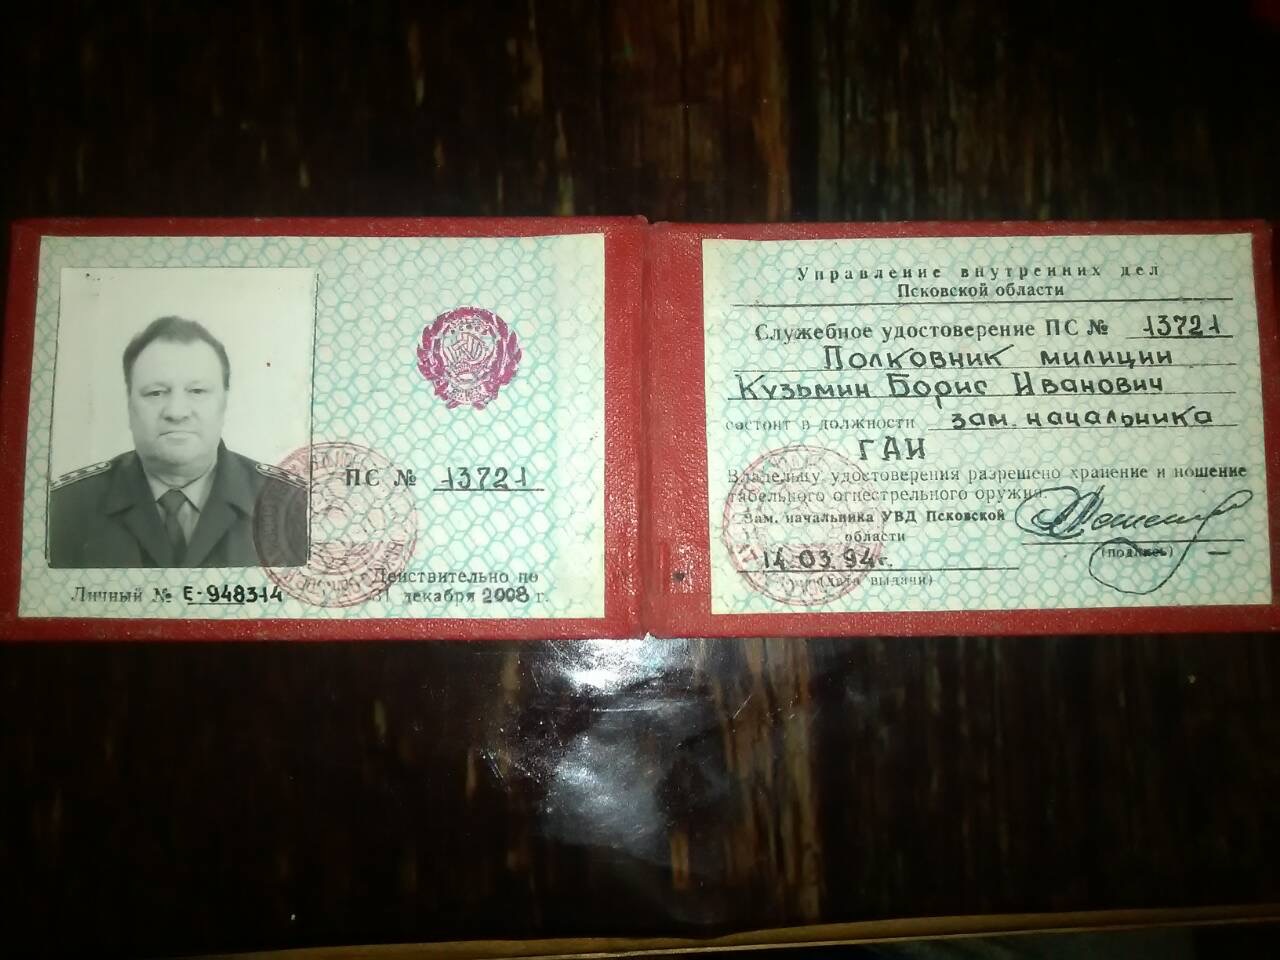 ПС № 13721
Личный № Е-948314
Действительно по
31 декабря 2008 г.
Управление внутренних дел
Псковской области
Служебное удостоверение ПС № 13721
Полковник милиции
Кузьмин Борис Иванович
состоит в должности зам. начальника
ГАИ
Владельцу удостоверения разрешено хранение и ношение
табельного огнестрельного оружия.
Зам. начальника УВД Псковской
области
(подпись)
14.03.94г.
(дата выдачи)